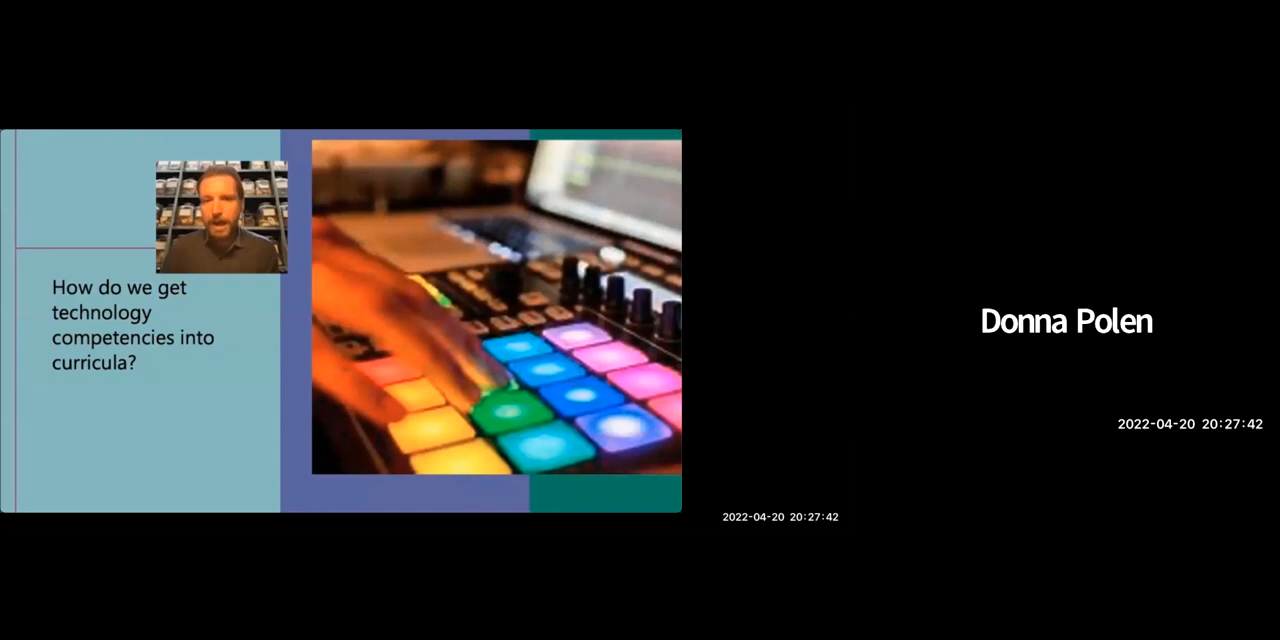 How do we get
technology
competencies into
curricula?
Donna Polen
2022-04-20 20:27:42
2022-04-20 20:27:42